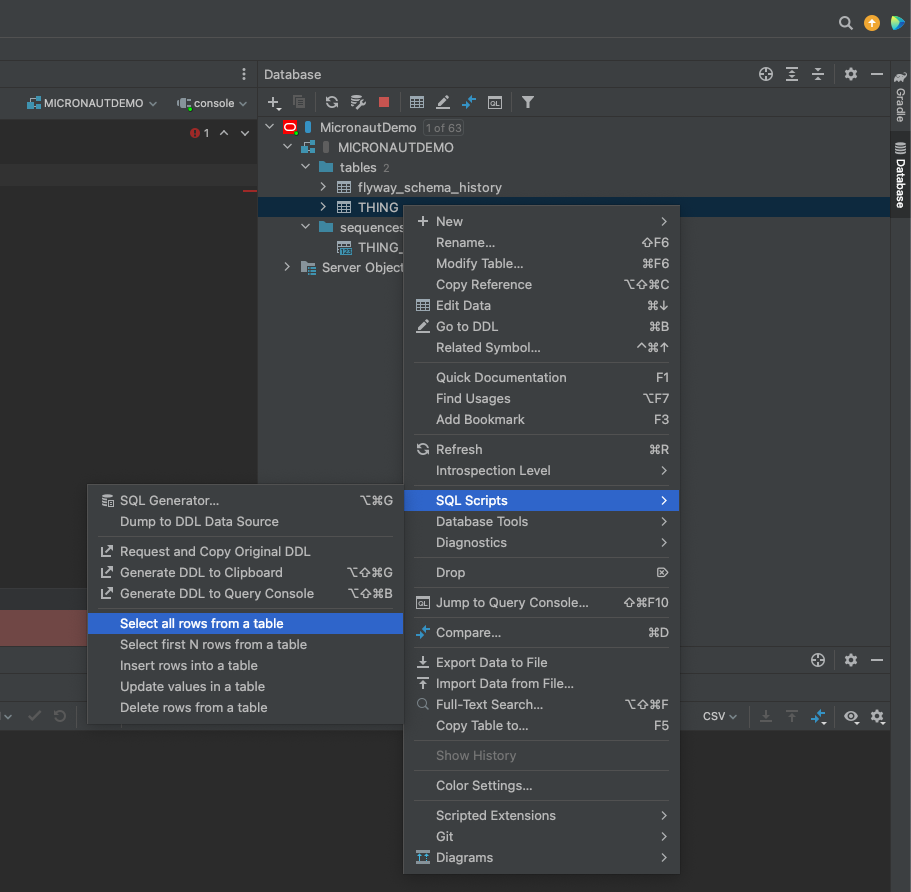 Database
MICRONAUTDEMO
console
QL
Gradle
1
MicronautDemo 1 of 63
MICRONAUTDEMO
tables 2
Database
flyway_schema_history
THING
sequences
123 THING_
Server Object
New
Rename... ⇧F6
Modify Table... ⌘F6
Copy Reference ⌥⇧⌘C
Edit Data ⌘↓
Go to DDL ⌘B
Related Symbol... ^⌘↑
Quick Documentation F1
Find Usages ⌥F7
Add Bookmark F3
Refresh ⌘R
Introspection Level
SQL Scripts
Database Tools
Diagnostics
Drop ⌦
QL Jump to Query Console... ⇧⌘F10
Compare... ⌘D
Export Data to File
Import Data from File...
Full-Text Search... ⌥⇧⌘F
Copy Table to... F5
Show History
Color Settings...
Scripted Extensions
Git
Diagrams
SQL Generator... ⌥⌘G
Dump to DDL Data Source
Request and Copy Original DDL
Generate DDL to Clipboard ⌥⇧⌘G
Generate DDL to Query Console ⌥⇧⌘B
Select all rows from a table
Select first N rows from a table
Insert rows into a table
Update values in a table
Delete rows from a table
CSV